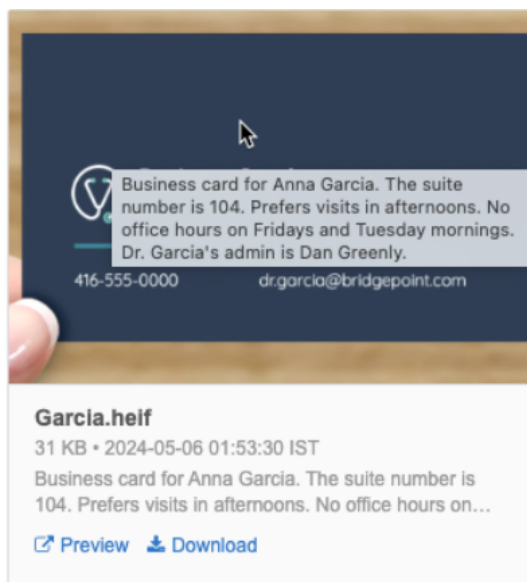 Business card for Anna Garcia. The suite
number is 104. Prefers visits in afternoons. No
office hours on Fridays and Tuesday mornings.
Dr. Garcia's admin is Dan Greenly.
416-555-0000 dr.garcia@bridgepoint.com
Garcia.heif
31 KB • 2024-05-06 01:53:30 IST
Business card for Anna Garcia. The suite number is
104. Prefers visits in afternoons. No office hours on...
Preview Download